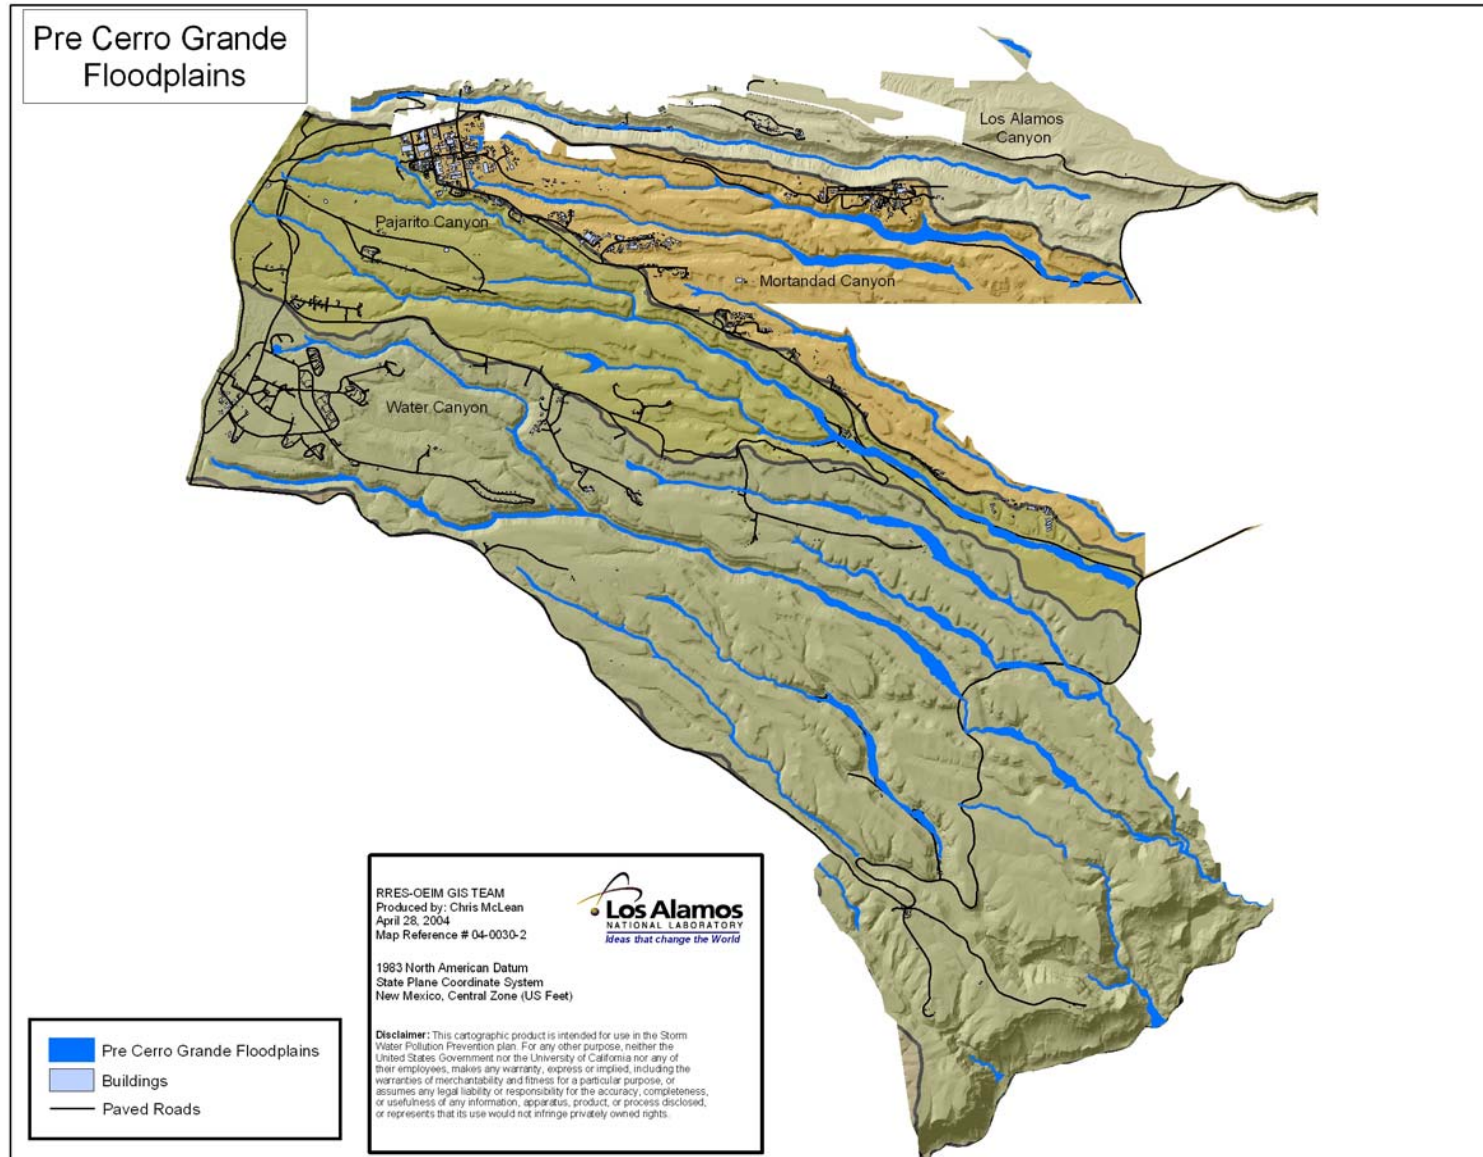 Pre Cerro Grande
Floodplains
Los Alamos
Canyon
Pajarito Canyon
Mortandad Canyon
Water Canyon
RRES-OEIM GIS TEAM
Produced by: Chris McLean
April 28, 2004
Map Reference # 04-0030-2
Los Alamos
NATIONAL LABORATORY
Ideas that change the World
1983 North American Datum
State Plane Coordinate System
New Mexico, Central Zone (US Feet)
Disclaimer: This cartographic product is intended for use in the Storm
Water Pollution Prevention plan. For any other purpose, neither the
United States Government nor the University of California nor any of
their employees, makes any warranty, express or implied, including the
warranties of merchantability and fitness for a particular purpose, or
assumes any legal liability or responsibility for the accuracy, completeness,
or usefulness of any information, apparatus, product, or process disclosed,
or represents that its use would not infringe privately owned rights.
Pre Cerro Grande Floodplains
Buildings
Paved Roads